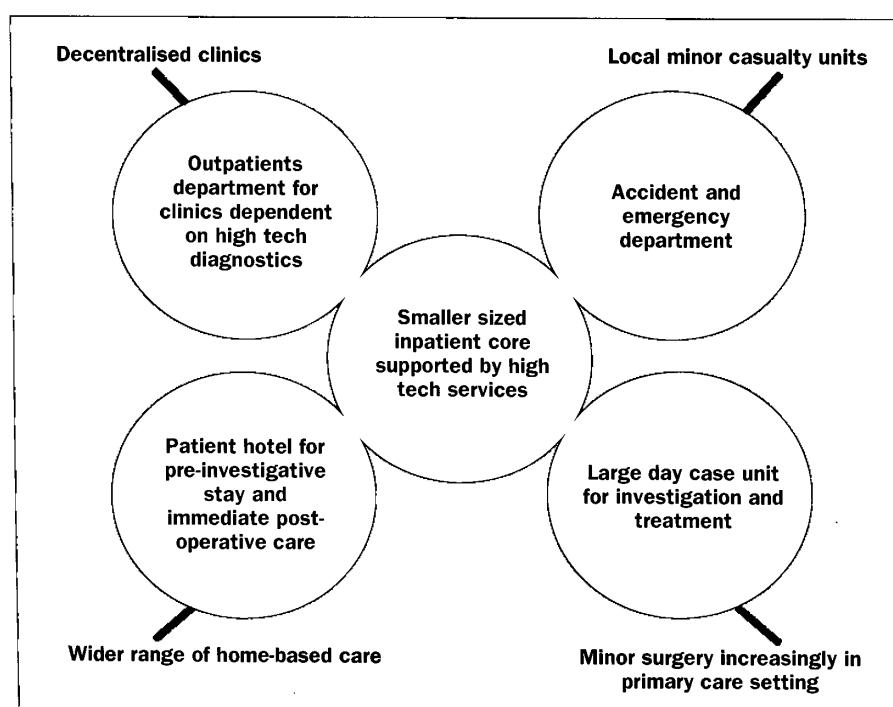 Decentralised clinics
Local minor casualty units
Outpatients
department for
clinics dependent
on high tech
diagnostics
Accident and
emergency
department
Smaller sized
inpatient core
supported by high
tech services
Patient hotel for
pre-investigative
stay and
immediate post-
operative care
Large day case unit
for investigation and
treatment
Wider range of home-based care
Minor surgery increasingly in
primary care setting